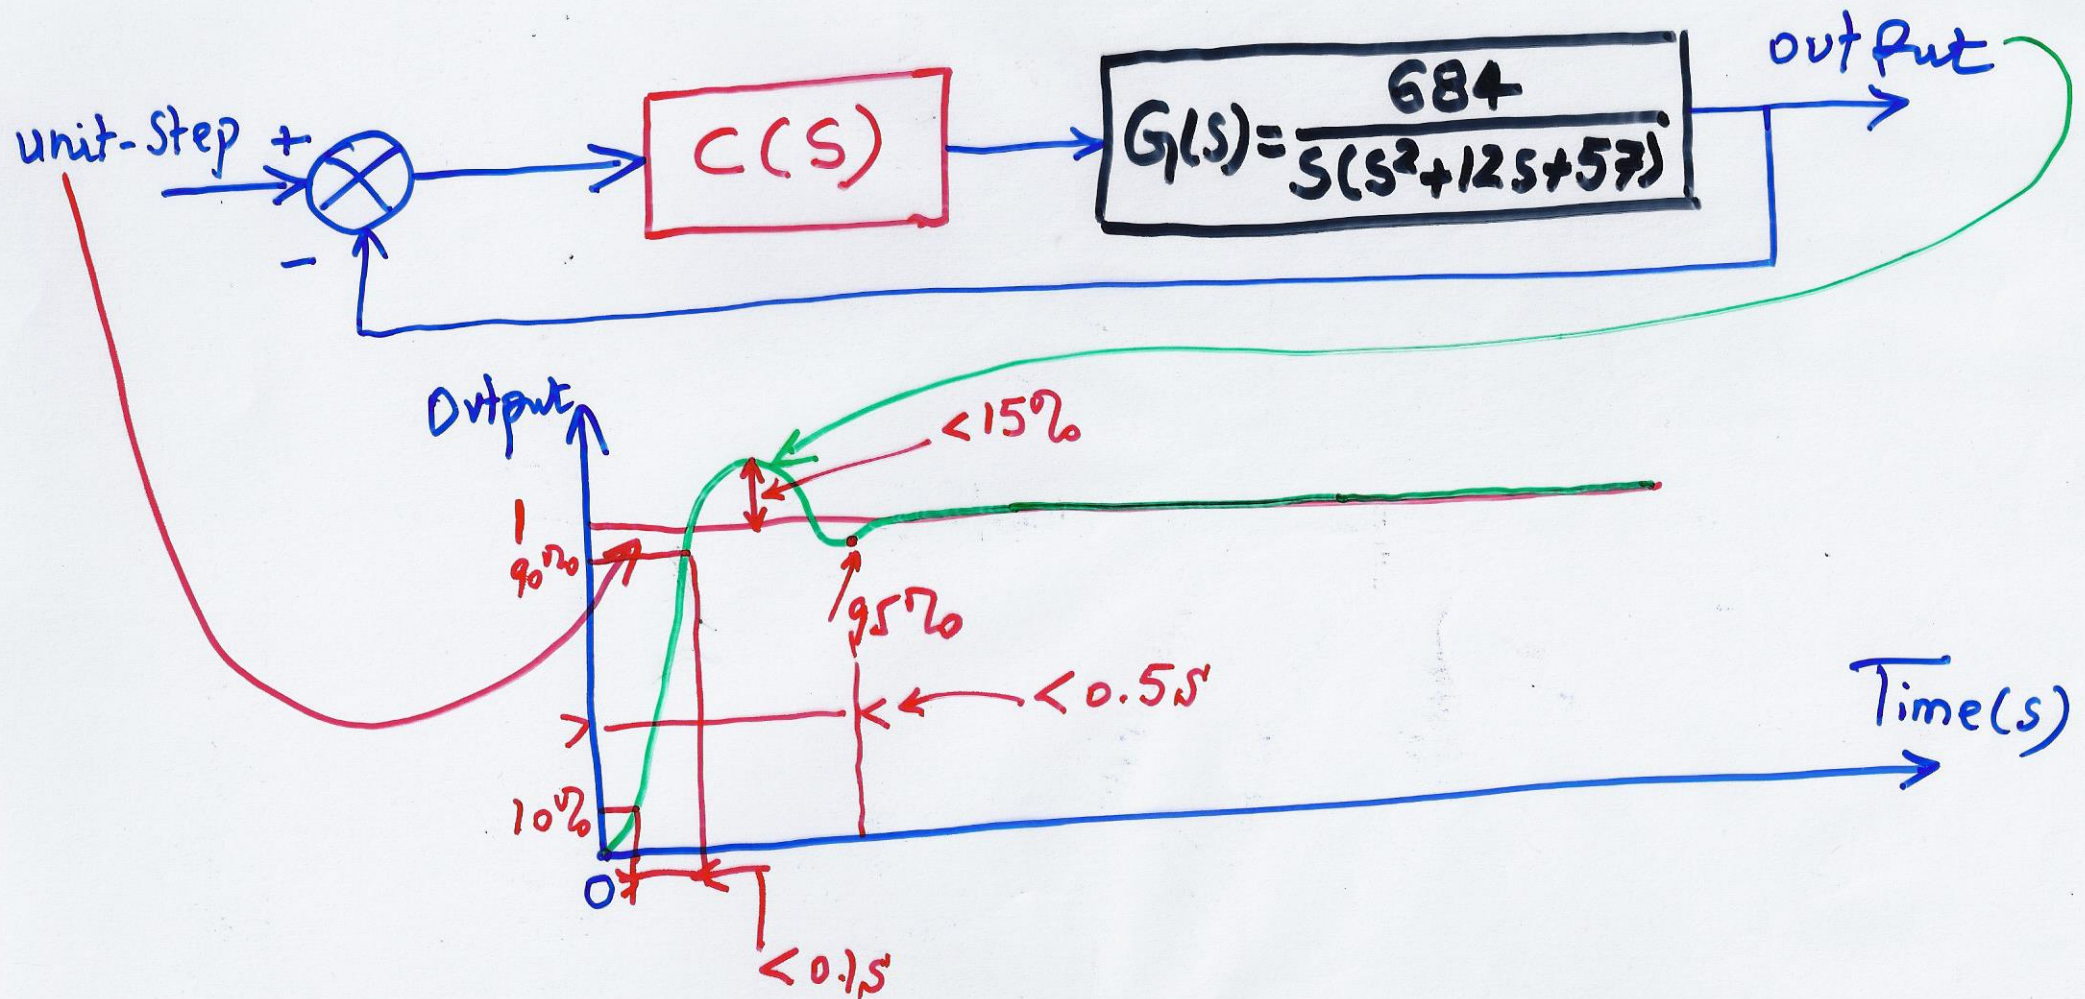 output
unit-step
+
-
C(S)
G(s)=684/S(S²+12S+57)
Output
<15%
1
90%
95%
<0.5s
Time(s)
10%
0
<0.1s